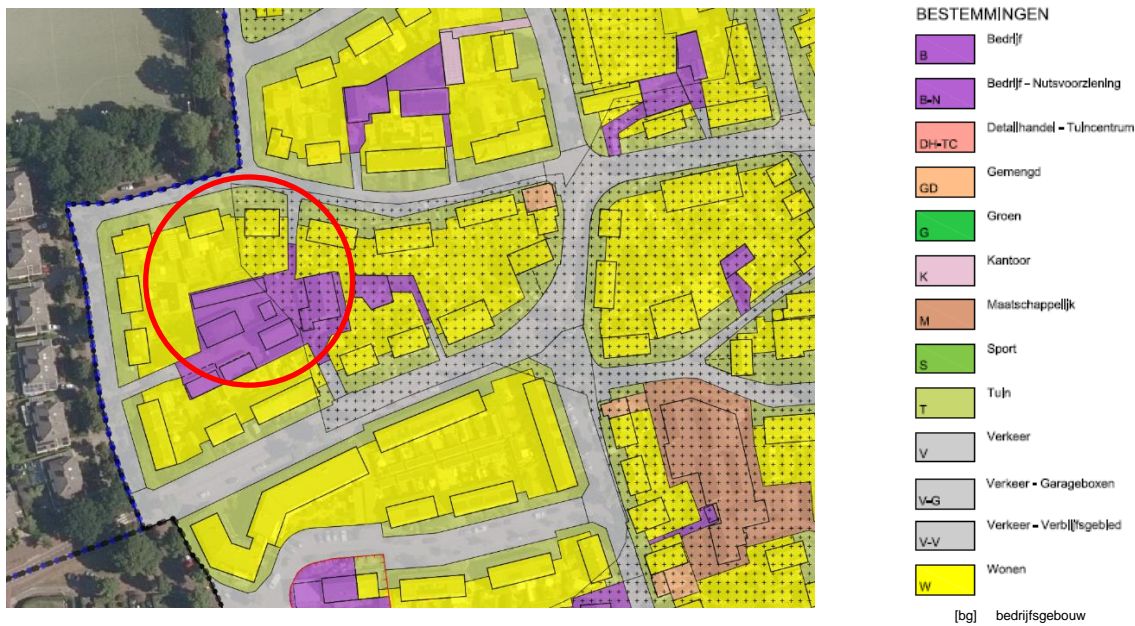 BESTEMMINGEN
B Bedrijf
B-N Bedrijf - Nutsvoorziening
DH-TC Detailhandel - Tuincentrum
GD Gemengd
G Groen
K Kantoor
M Maatschappelijk
S Sport
T Tuin
V Verkeer
V-G Verkeer - Garageboxen
V-V Verkeer - Verblijfsgebied
W Wonen
[bg] bedrijfsgebouw